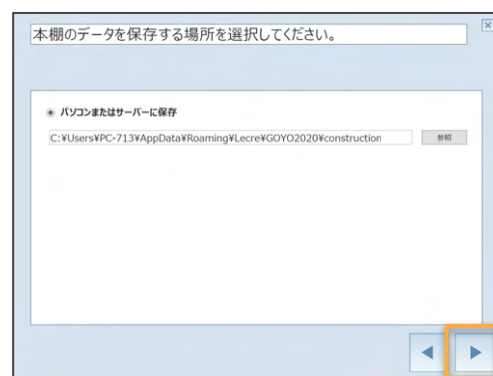 本棚のデータを保存する場所を選択してください。
パソコンまたはサーバーに保存
C:¥Users¥PC-713¥AppData¥Roaming¥Lecre¥GOYO2020¥construction
参照